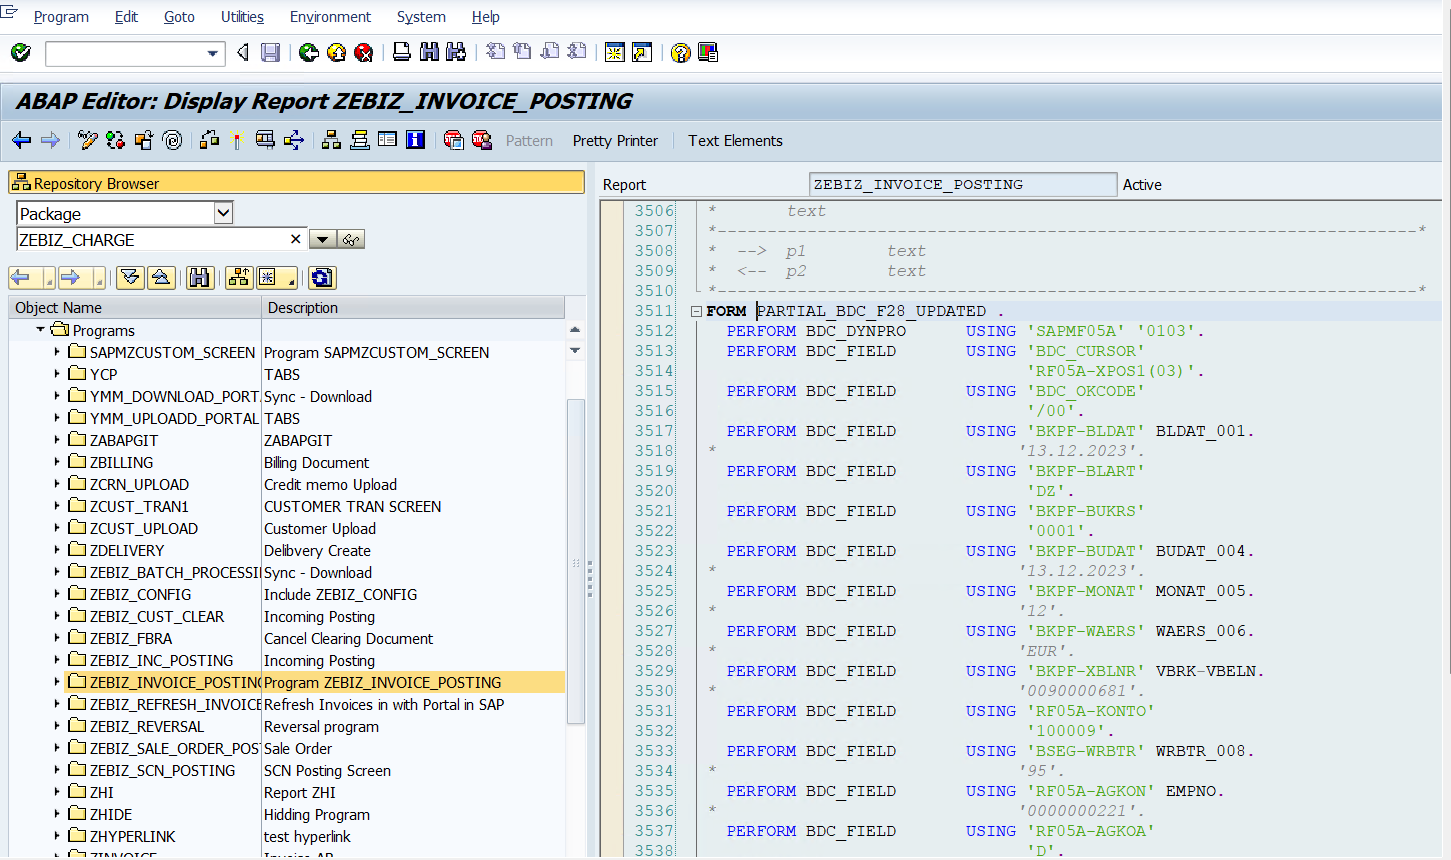 Program Edit Goto Utilities Environment System Help
ABAP Editor: Display Report ZEBIZ_INVOICE_POSTING
Pattern Pretty Printer Text Elements
Repository Browser
Package
ZEBIZ_CHARGE
Object Name Description
Programs
SAPMZCUSTOM_SCREEN Program SAPMZCUSTOM_SCREEN
YCP TABS
YMM_DOWNLOAD_PORT. Sync - Download
YMM_UPLOADD_PORTAL TABS
ZABAPGIT ZABAPGIT
ZBILLING Billing Document
ZCRN_UPLOAD Credit memo Upload
ZCUST_TRAN1 CUSTOMER TRAN SCREEN
ZCUST_UPLOAD Customer Upload
ZDELIVERY Delibvery Create
ZEBIZ_BATCH_PROCESSI Sync - Download
ZEBIZ_CONFIG Include ZEBIZ_CONFIG
ZEBIZ_CUST_CLEAR Incoming Posting
ZEBIZ_FBRA Cancel Clearing Document
ZEBIZ_INC_POSTING Incoming Posting
ZEBIZ_INVOICE_POSTING Program ZEBIZ_INVOICE_POSTING
ZEBIZ_REFRESH_INVOICE Refresh Invoices in with Portal in SAP
ZEBIZ_REVERSAL Reversal program
ZEBIZ_SALE_ORDER_POS Sale Order
ZEBIZ_SCN_POSTING SCN Posting Screen
ZHI Report ZHI
ZHIDE Hidding Program
ZHYPERLINK test hyperlink
ZINVOICE Invoice AR
Report ZEBIZ_INVOICE_POSTING Active
3506 * text
3507 *----------------------------------------------------------------------*
3508 * --> p1 text
3509 * <-- p2 text
3510 *----------------------------------------------------------------------*
3511 FORM PARTIAL_BDC_F28_UPDATED .
3512 PERFORM BDC_DYNPRO USING 'SAPMF05A' '0103'.
3513 PERFORM BDC_FIELD USING 'BDC_CURSOR'
3514 'RF05A-XPOS1(03)'.
3515 PERFORM BDC_FIELD USING 'BDC_OKCODE'
3516 '/00'.
3517 PERFORM BDC_FIELD USING 'BKPF-BLDAT' BLDAT_001.
3518 * '13.12.2023'.
3519 PERFORM BDC_FIELD USING 'BKPF-BLART'
3520 'DZ'.
3521 PERFORM BDC_FIELD USING 'BKPF-BUKRS'
3522 '0001'.
3523 PERFORM BDC_FIELD USING 'BKPF-BUDAT' BUDAT_004.
3524 * '13.12.2023'.
3525 PERFORM BDC_FIELD USING 'BKPF-MONAT' MONAT_005.
3526 * '12'.
3527 PERFORM BDC_FIELD USING 'BKPF-WAERS' WAERS_006.
3528 * 'EUR'.
3529 PERFORM BDC_FIELD USING 'BKPF-XBLNR' VBRK-VBELN.
3530 * '0090000681'.
3531 PERFORM BDC_FIELD USING 'RF05A-KONTO'
3532 '100009'.
3533 PERFORM BDC_FIELD USING 'BSEG-WRBTR' WRBTR_008.
3534 * '95'.
3535 PERFORM BDC_FIELD USING 'RF05A-AGKON' EMPNO.
3536 * '0000000221'.
3537 PERFORM BDC_FIELD USING 'RF05A-AGKOA'
3538 'D'.